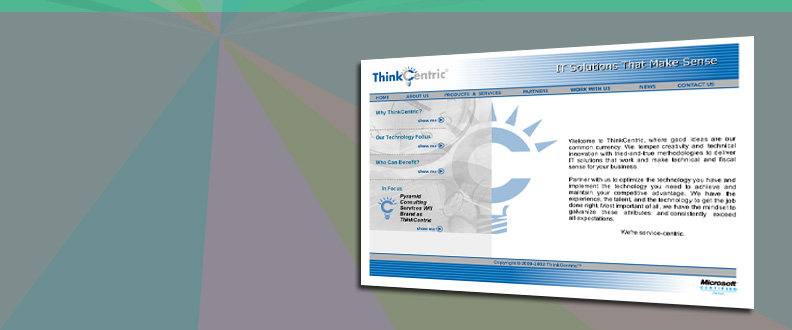 ThinkCentric®
IT Solutions That Make Sense
HOME ABOUT US PRODUCTS & SERVICES PARTNERS WORK WITH US NEWS CONTACT US
Why ThinkCentric?
show me
Our Technology Focus
show me
Who Can Benefit?
show me
In Focus
Pyramid
Consulting
Services Will
Brand as
ThinkCentric
show me
Welcome to ThinkCentric, where good ideas are our
common currency. We temper creativity and technical
innovation with tried-and-true methodologies to deliver
IT solutions that work and make technical and fiscal
sense for your business.
Partner with us to optimize the technology you have and
implement the technology you need to achieve and
maintain your competitive advantage. We have the
experience, the talent, and the technology to get the job
done right. Most important of all, we have the mindset to
galvanize these attributes and consistently exceed
all expectations.
We're service-centric.
Copyright © 2000-2002 ThinkCentric™
Microsoft
CERTIFIED